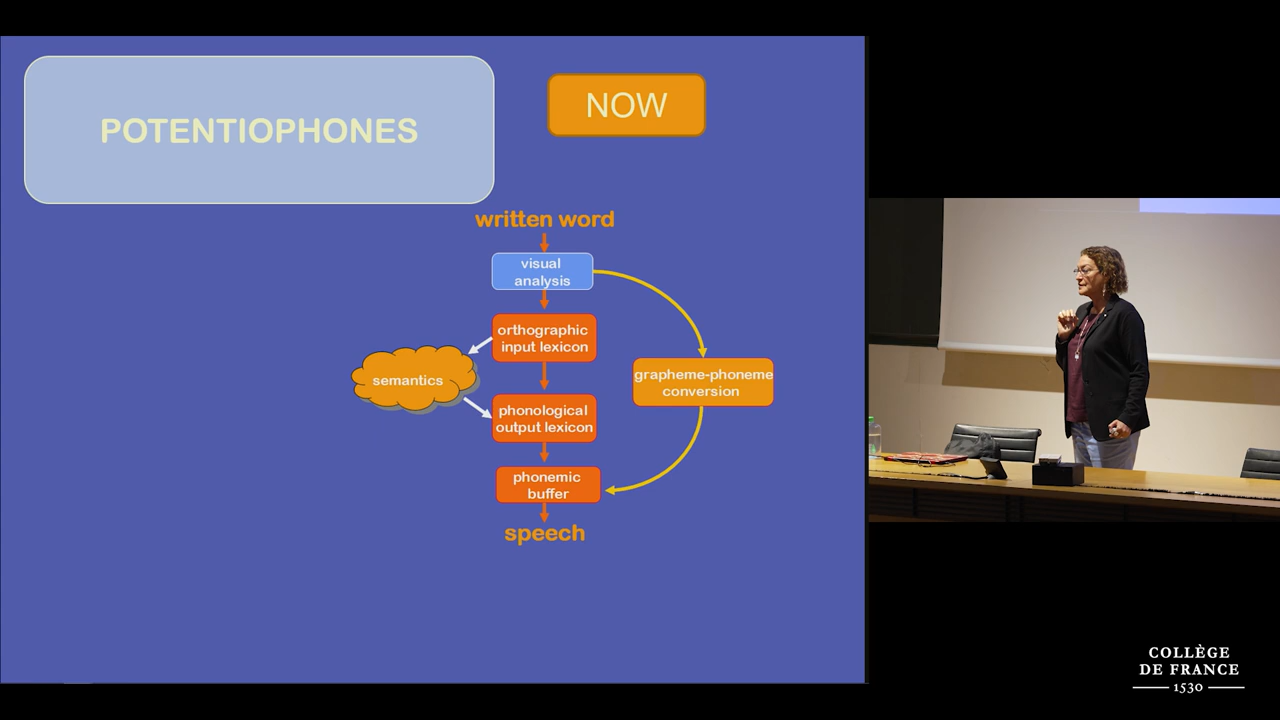 POTENTIOPHONES
NOW
written word
visual
analysis
orthographic
input lexicon
semantics
grapheme-phoneme
conversion
phonological
output lexicon
phonemic
buffer
speech
COLLÈGE
DE FRANCE
1530